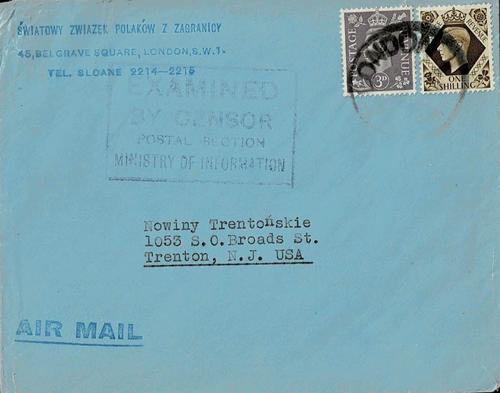 ŚWIATOWY ZWIĄZEK POLAKÓW Z ZAGRANICY
45, BELGRAVE SQUARE, LONDON, S.W.1.
TEL. SLOANE 2214—2215
EXAMINED
BY CENSOR
POSTAL SECTION
MINISTRY OF INFORMATION
POSTAGE
REVENUE
3D
LONDON
ONE
SHILLING
Nowiny Trentońskie
1053 S.O.Broads St.
Trenton, N.J. USA
AIR MAIL